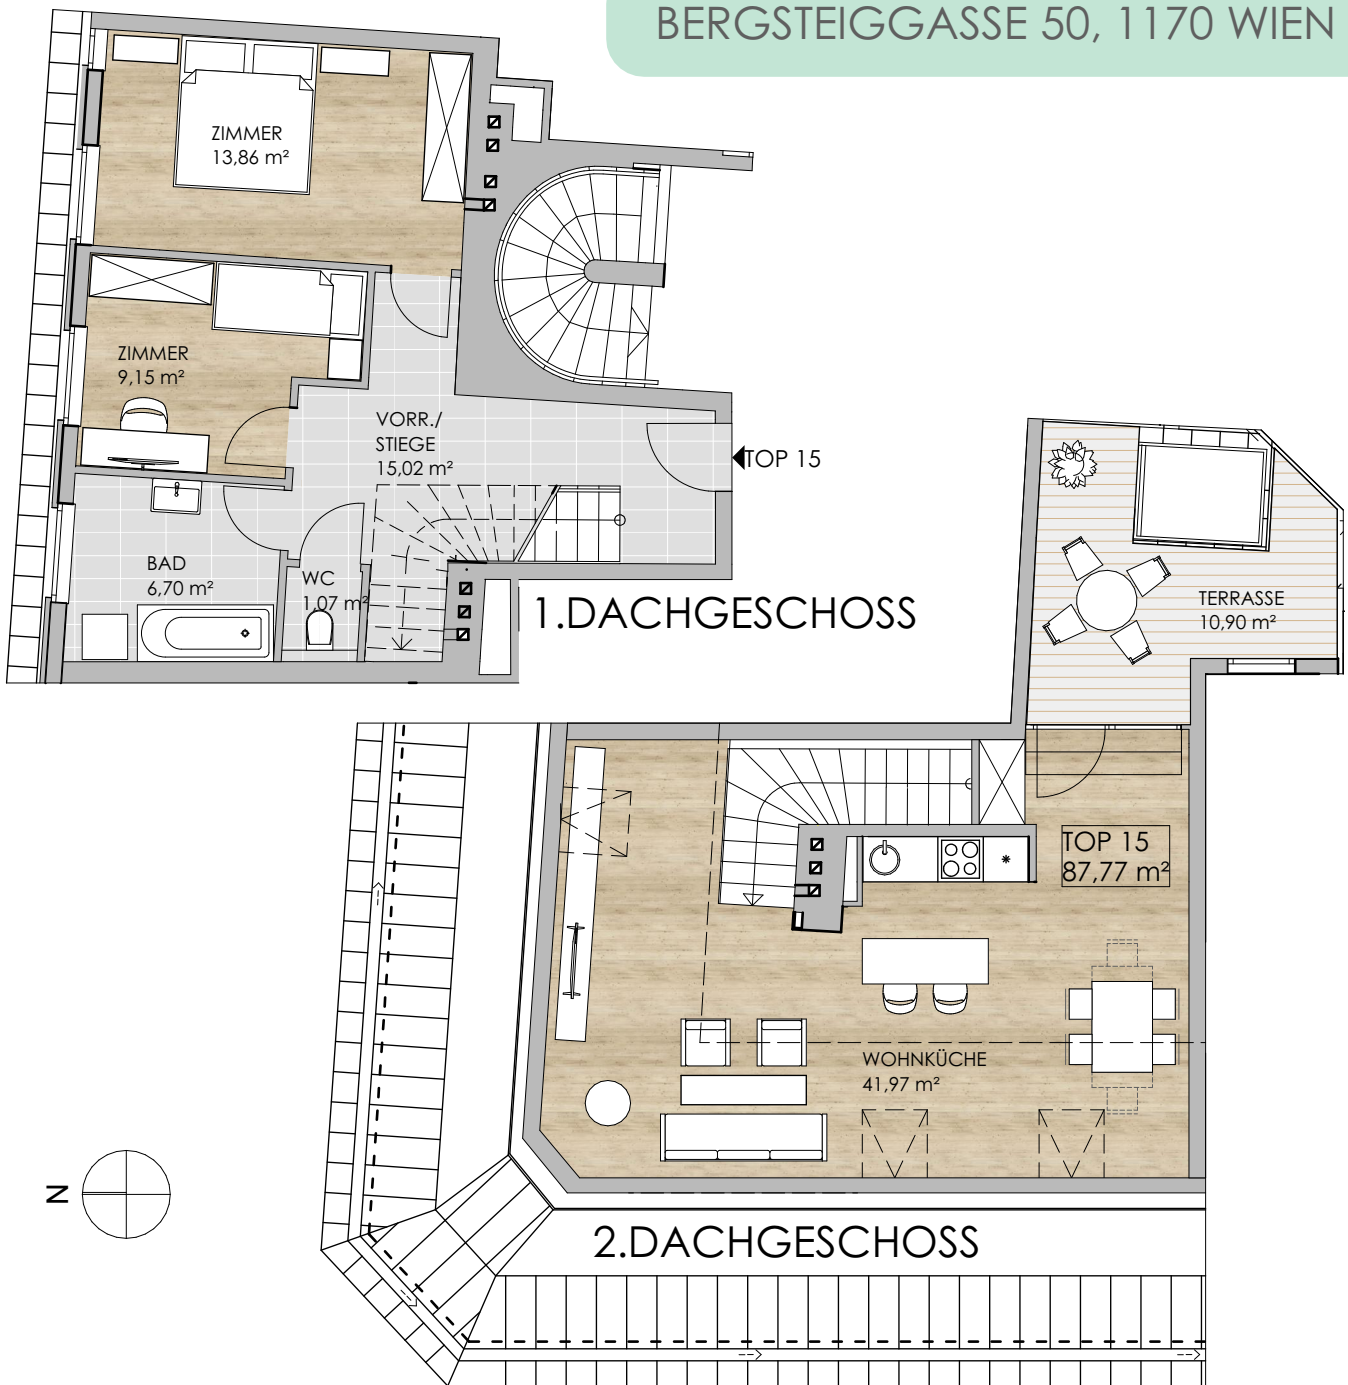 BERGSTEIGGASSE 50, 1170 WIEN
ZIMMER
13,86 m²
ZIMMER
9,15 m²
VORR./
STIEGE
15,02 m²
TOP 15
BAD
6,70 m²
WC
1,07 m²
1.DACHGESCHOSS
TERRASSE
10,90 m²
TOP 15
87,77 m²
WOHNKÜCHE
41,97 m²
N
2.DACHGESCHOSS